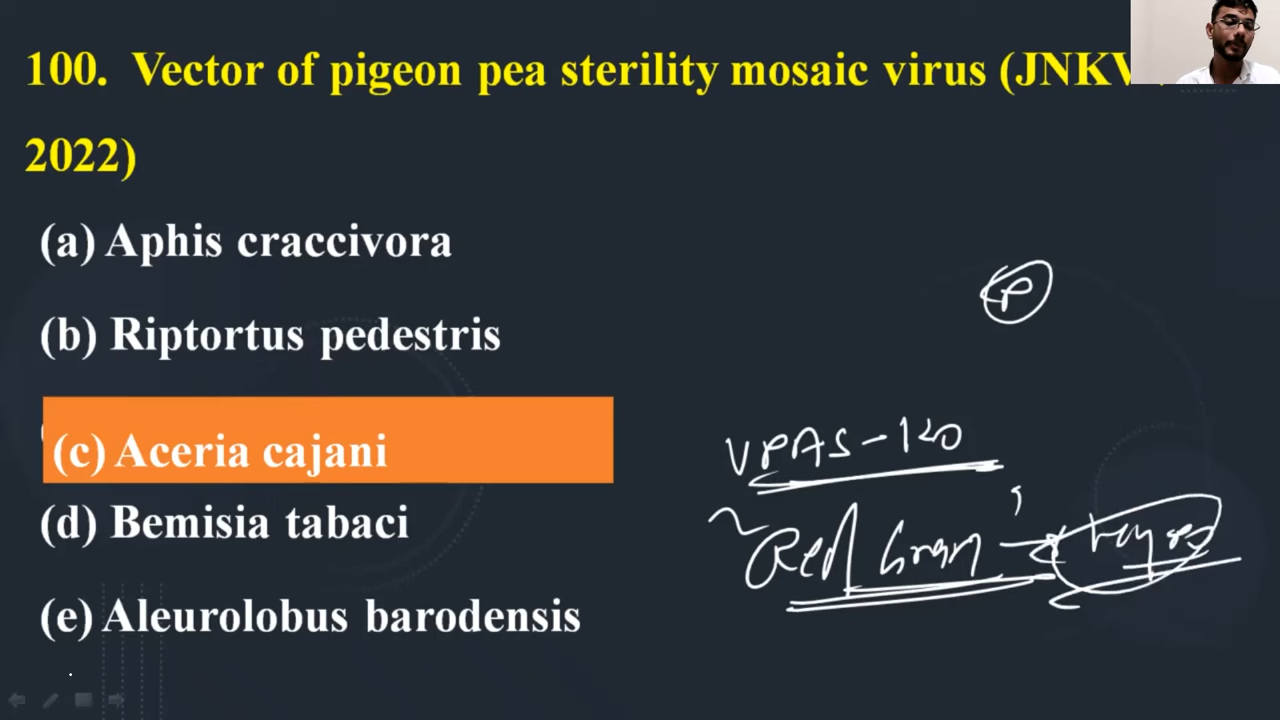 100. Vector of pigeon pea sterility mosaic virus (JNKV
2022)
(a) Aphis craccivora
(b) Riptortus pedestris
(c) Aceria cajani
(d) Bemisia tabaci
(e) Aleurolobus barodensis
P
VPAS-120
Red Gram